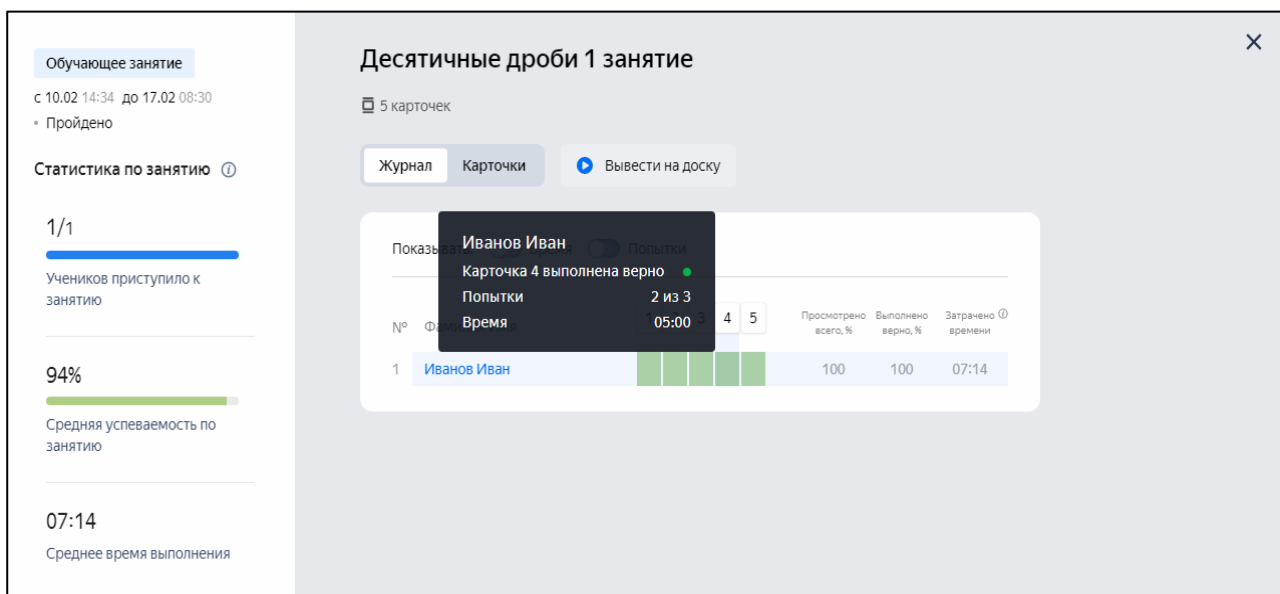 Обучающее занятие
с 10.02 14:34 до 17.02 08:30
Пройдено
Статистика по занятию
1/1
Учеников приступило к
занятию
94%
Средняя успеваемость по
занятию
07:14
Среднее время выполнения
Десятичные дроби 1 занятие
5 карточек
Журнал Карточки Вывести на доску
Иванов Иван
Карточка 4 выполнена верно
Попытки 2 из 3
Время 05:00
Попытки
№ 4 5 Просмотрено всего, % Выполнено верно, % Затрачено времени
1 Иванов Иван 100 100 07:14